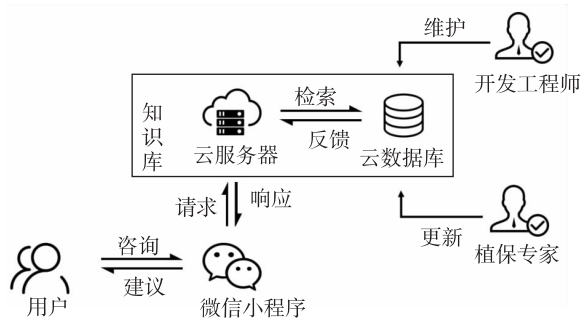 维护
开发工程师
知识库
检索
反馈
云服务器
云数据库
请求
响应
更新
植保专家
咨询
建议
用户
微信小程序